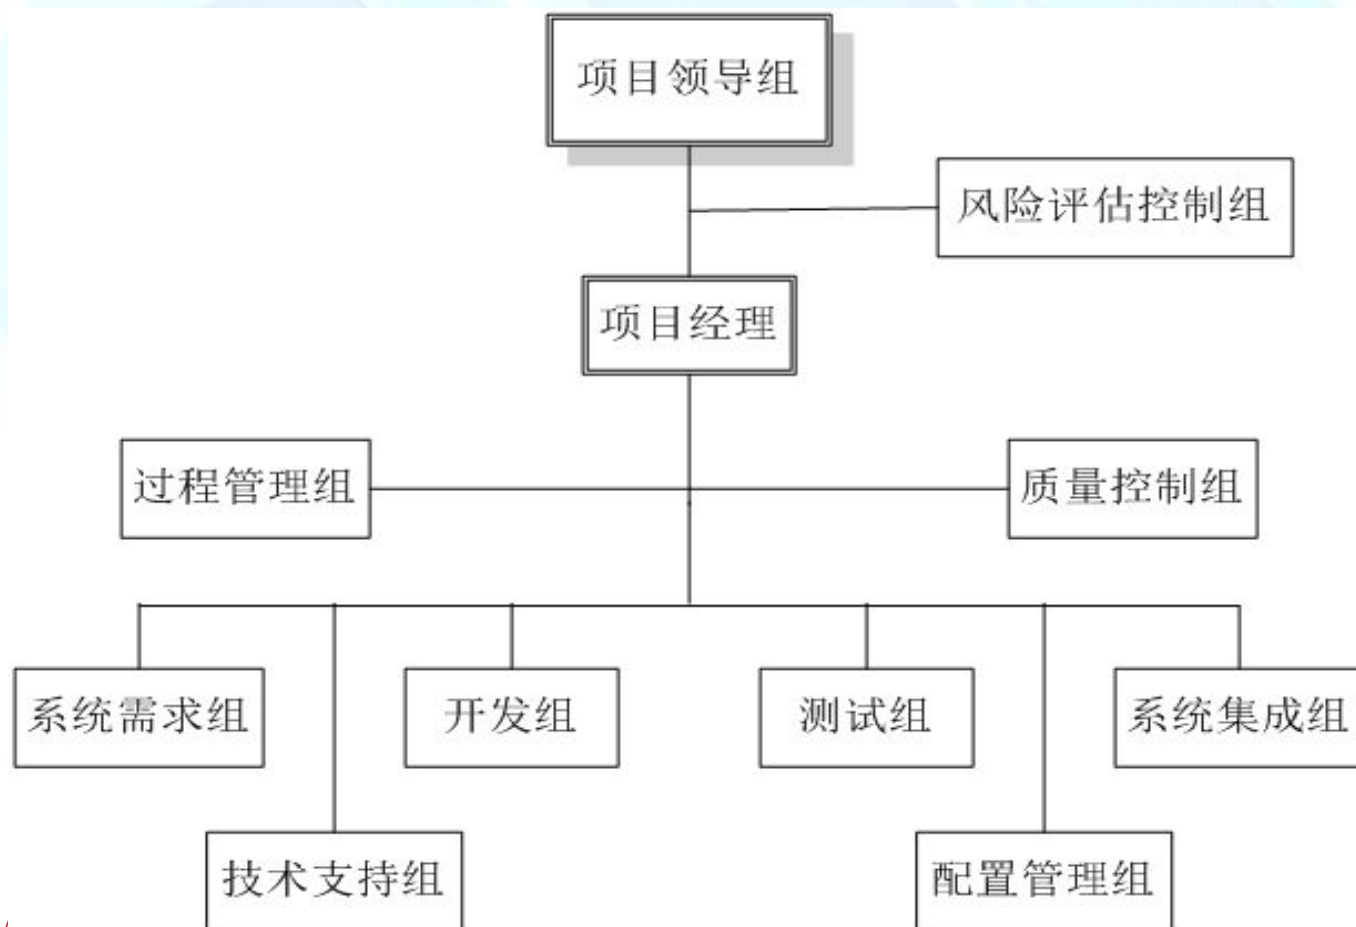 项目领导组
风险评估控制组
项目经理
过程管理组
质量控制组
系统需求组
开发组
测试组
系统集成组
技术支持组
配置管理组